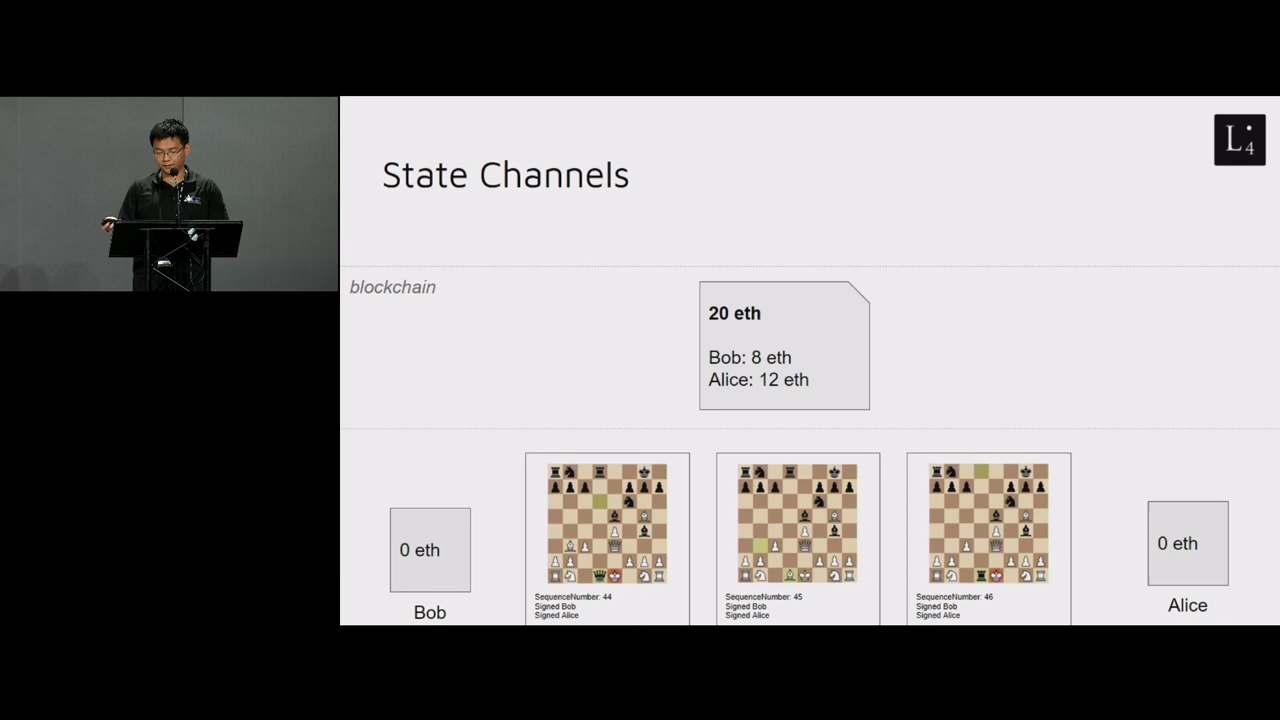 State Channels
L4
blockchain
20 eth
Bob: 8 eth
Alice: 12 eth
0 eth
Bob
SequenceNumber: 44
Signed Bob
Signed Alice
SequenceNumber: 45
Signed Bob
Signed Alice
SequenceNumber: 46
Signed Bob
Signed Alice
0 eth
Alice